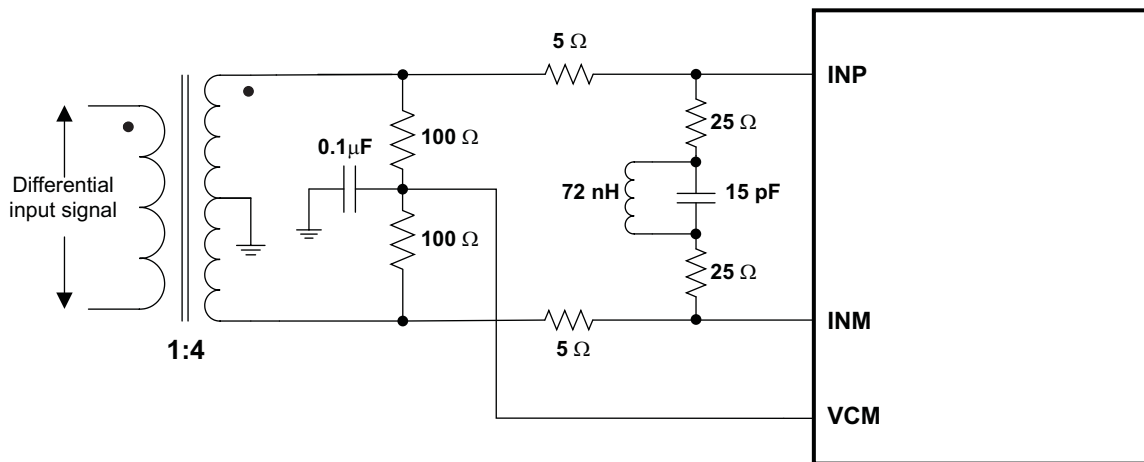 5 Ω
INP
25 Ω
100 Ω
0.1μF
Differential
input signal
72 nH
15 pF
100 Ω
25 Ω
INM
5 Ω
1:4
VCM